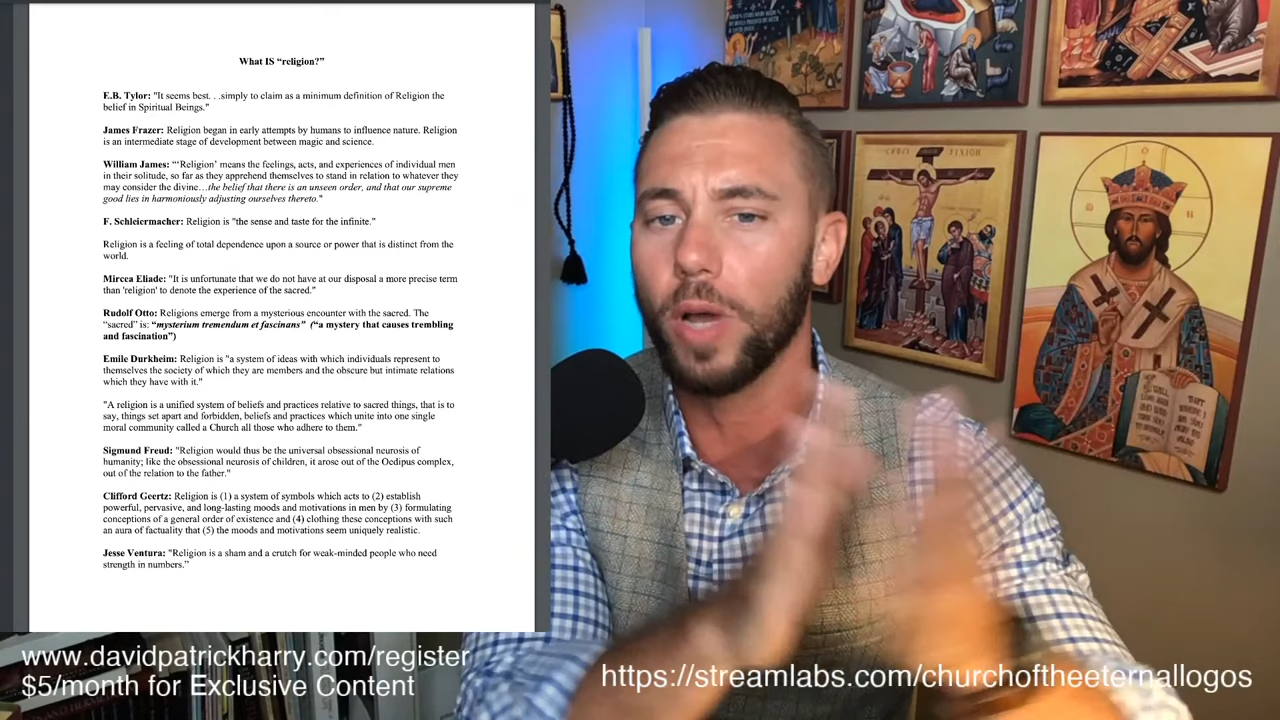 What IS “religion?”
E.B. Tylor: "It seems best. . .simply to claim as a minimum definition of Religion the
belief in Spiritual Beings."
James Frazer: Religion began in early attempts by humans to influence nature. Religion
is an intermediate stage of development between magic and science.
William James: “‘Religion’ means the feelings, acts, and experiences of individual men
in their solitude, so far as they apprehend themselves to stand in relation to whatever they
may consider the divine…the belief that there is an unseen order, and that our supreme
good lies in harmoniously adjusting ourselves thereto."
F. Schleiermacher: Religion is "the sense and taste for the infinite."
Religion is a feeling of total dependence upon a source or power that is distinct from the
world.
Mircea Eliade: "It is unfortunate that we do not have at our disposal a more precise term
than 'religion' to denote the experience of the sacred."
Rudolf Otto: Religions emerge from a mysterious encounter with the sacred. The
“sacred” is: “mysterium tremendum et fascinans” (“a mystery that causes trembling
and fascination”)
Emile Durkheim: Religion is "a system of ideas with which individuals represent to
themselves the society of which they are members and the obscure but intimate relations
which they have with it."
"A religion is a unified system of beliefs and practices relative to sacred things, that is to
say, things set apart and forbidden, beliefs and practices which unite into one single
moral community called a Church all those who adhere to them."
Sigmund Freud: "Religion would thus be the universal obsessional neurosis of
humanity; like the obsessional neurosis of children, it arose out of the Oedipus complex,
out of the relation to the father."
Clifford Geertz: Religion is (1) a system of symbols which acts to (2) establish
powerful, pervasive, and long-lasting moods and motivations in men by (3) formulating
conceptions of a general order of existence and (4) clothing these conceptions with such
an aura of factuality that (5) the moods and motivations seem uniquely realistic.
Jesse Ventura: "Religion is a sham and a crutch for weak-minded people who need
strength in numbers.”
www.davidpatrickharry.com/register
$5/month for Exclusive Content
https://streamlabs.com/churchoftheeternallogos